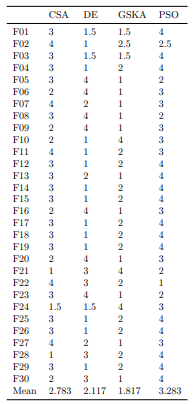 CSA DE GSKA PSO
F01 3 1.5 1.5 4
F02 4 1 2.5 2.5
F03 3 1.5 1.5 4
F04 3 1 2 4
F05 3 4 1 2
F06 2 4 1 3
F07 4 2 1 3
F08 3 4 1 2
F09 2 4 1 3
F10 2 1 4 3
F11 4 1 2 3
F12 3 1 2 4
F13 3 2 1 4
F14 3 1 2 4
F15 3 1 2 4
F16 2 4 1 3
F17 3 1 2 4
F18 3 1 2 4
F19 3 1 2 4
F20 2 4 1 3
F21 1 3 4 2
F22 4 3 2 1
F23 3 4 1 2
F24 1.5 1.5 4 3
F25 3 1 2 4
F26 3 1 2 4
F27 4 2 1 3
F28 1 3 2 4
F29 3 1 2 4
F30 2 3 1 4
Mean 2.783 2.117 1.817 3.283